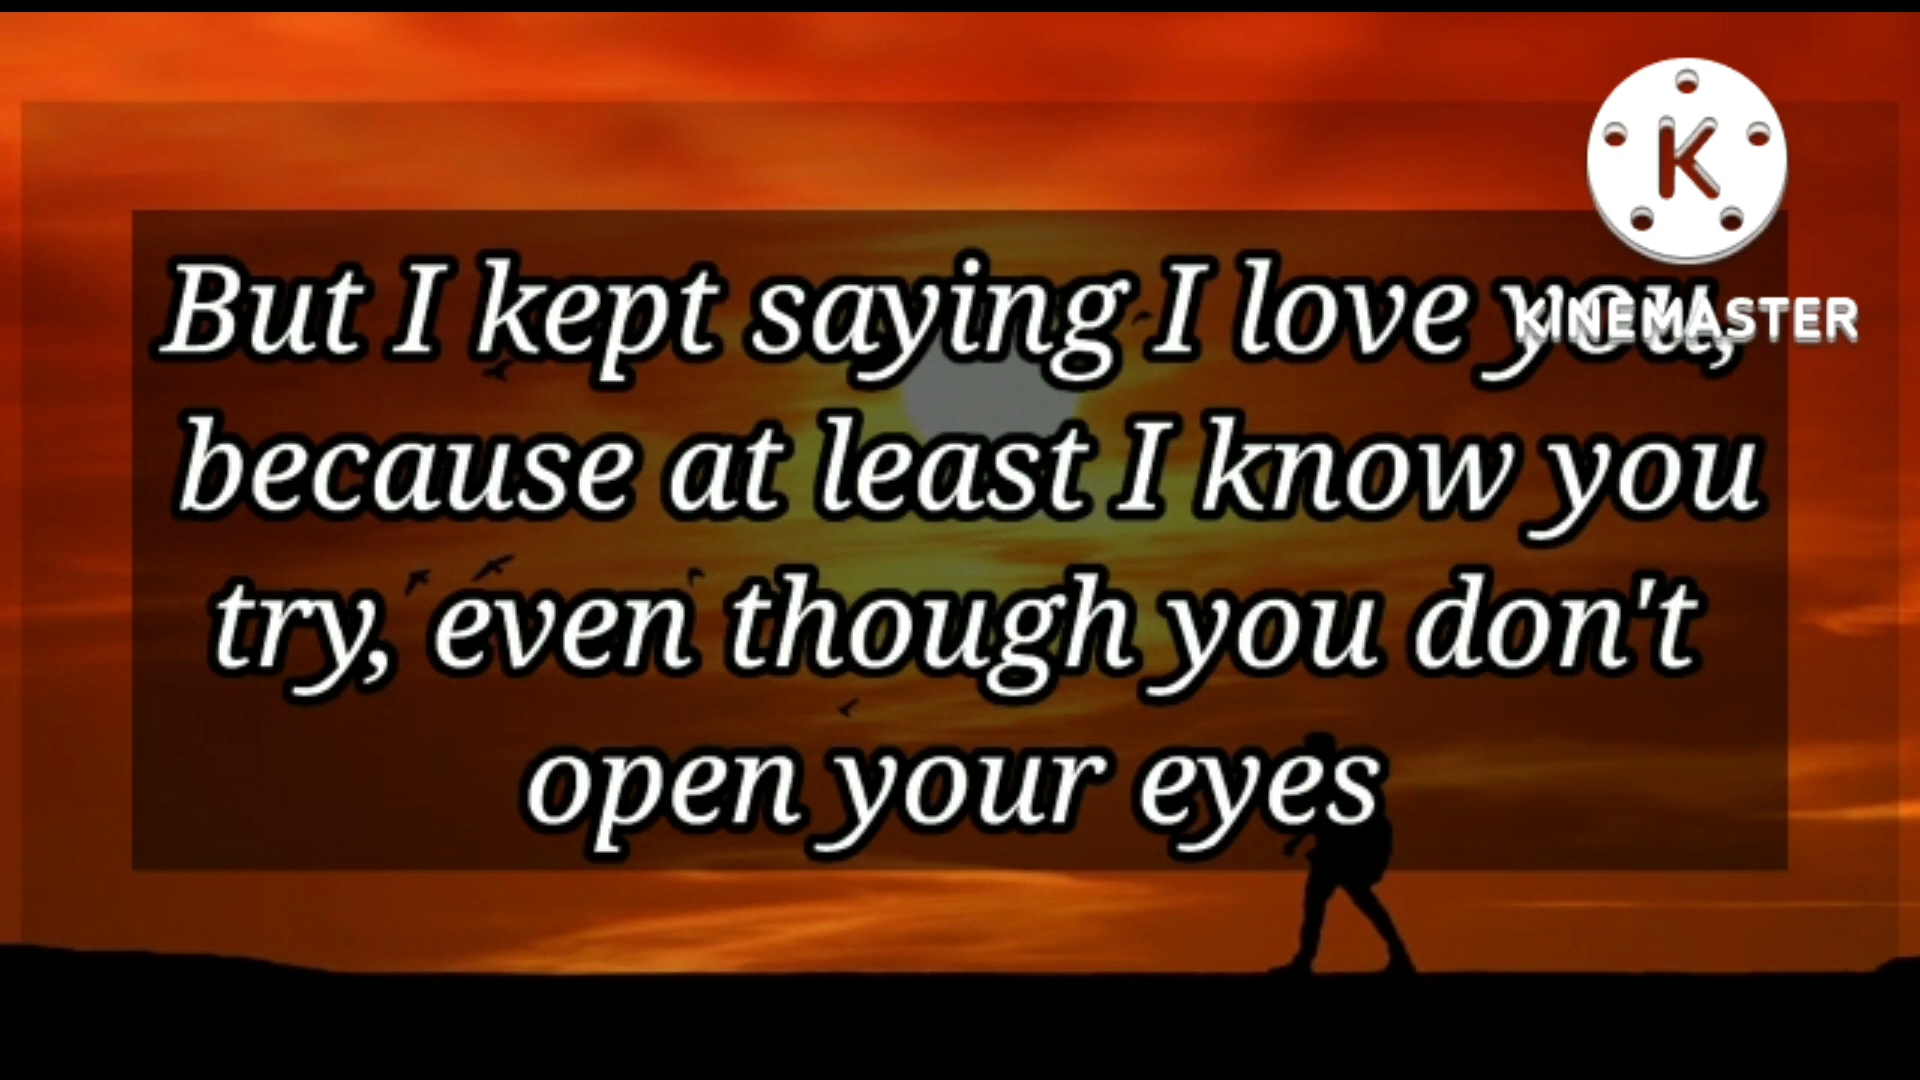 But I kept saying I love you,
because at least I know you
try, even though you don't
open your eyes
K
KINEMASTER